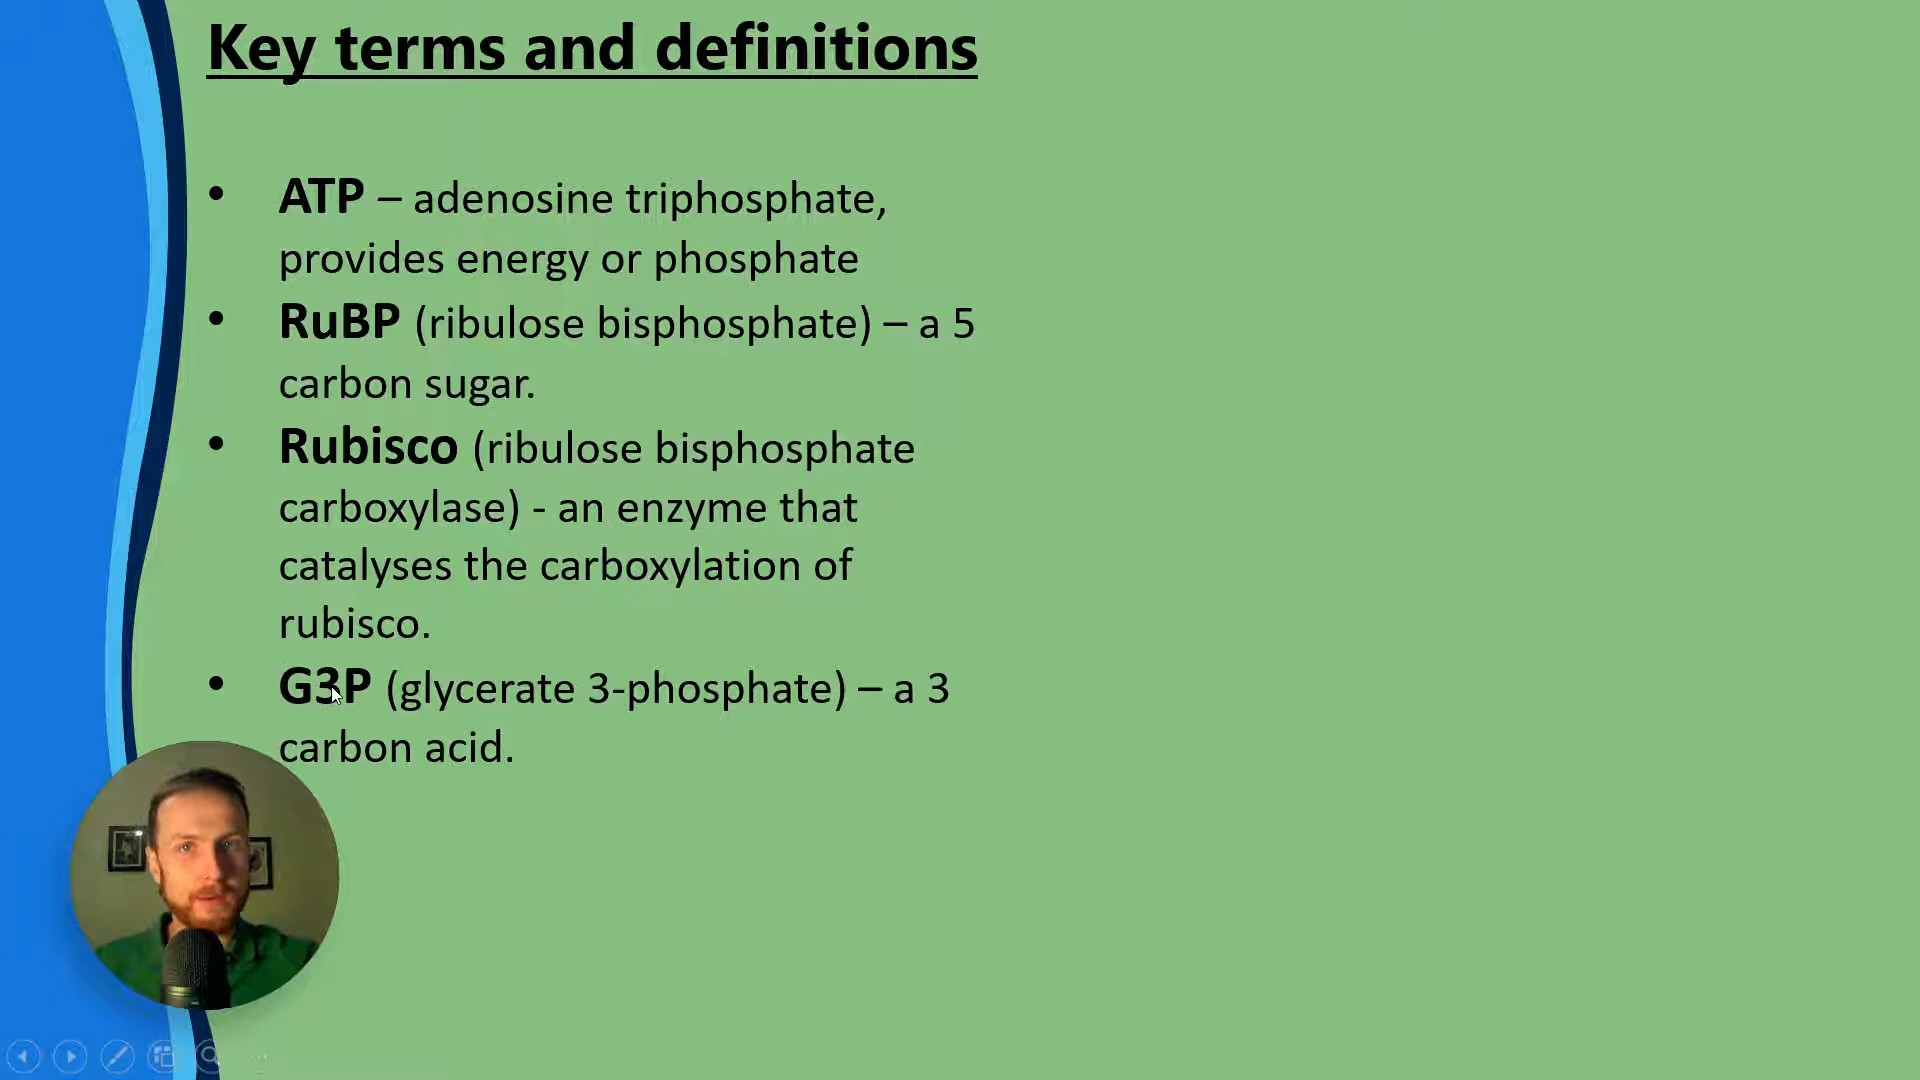 Key terms and definitions
• ATP – adenosine triphosphate,
provides energy or phosphate
• RuBP (ribulose bisphosphate) – a 5
carbon sugar.
• Rubisco (ribulose bisphosphate
carboxylase) - an enzyme that
catalyses the carboxylation of
rubisco.
• G3P (glycerate 3-phosphate) – a 3
carbon acid.